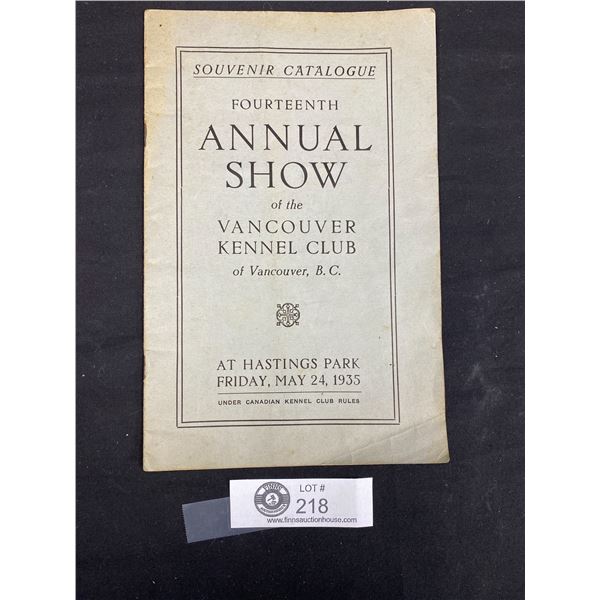 SOUVENIR CATALOGUE
FOURTEENTH
ANNUAL
SHOW
of the
VANCOUVER
KENNEL CLUB
of Vancouver, B. C.
AT HASTINGS PARK
FRIDAY, MAY 24, 1935
UNDER CANADIAN KENNEL CLUB RULES
FINNS
LOT #
218
www.finnsauctionhouse.com